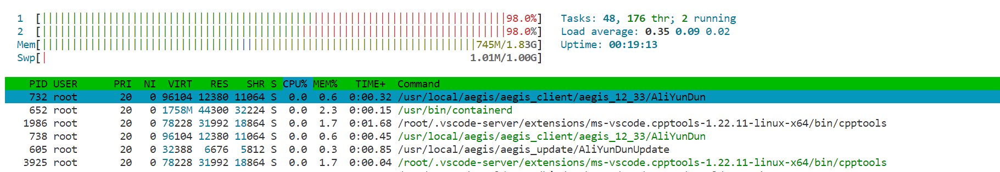 1 [||||||||||||||||||||||||||||||||||||||||||||||||||||||||||||||||||||||||||||||98.0%] Tasks: 48, 176 thr; 2 running
2 [||||||||||||||||||||||||||||||||||||||||||||||||||||||||||||||||||||||||||||||98.0%] Load average: 0.35 0.09 0.02
Mem[|||||||||||||||||||||||||||||||||||||||||||||||||||||||||||||||||||||||||745M/1.83G] Uptime: 00:19:13
Swp[| 1.01M/1.00G]
PID USER PRI NI VIRT RES SHR S CPU% MEM% TIME+ Command
732 root 20 0 96104 12380 11064 S 0.0 0.6 0:00.32 /usr/local/aegis/aegis_client/aegis_12_33/AliYunDun
652 root 20 0 1758M 44300 32224 S 0.0 2.3 0:00.15 /usr/bin/containerd
1986 root 20 0 78228 31992 18864 S 0.0 1.7 0:01.68 /root/.vscode-server/extensions/ms-vscode.cpptools-1.22.11-linux-x64/bin/cpptools
738 root 20 0 96104 12380 11064 S 0.0 0.6 0:00.45 /usr/local/aegis/aegis_client/aegis_12_33/AliYunDun
605 root 20 0 32388 6676 5812 S 0.0 0.3 0:00.85 /usr/local/aegis/aegis_update/AliYunDunUpdate
3925 root 20 0 78228 31992 18864 S 0.0 1.7 0:00.04 /root/.vscode-server/extensions/ms-vscode.cpptools-1.22.11-linux-x64/bin/cpptools